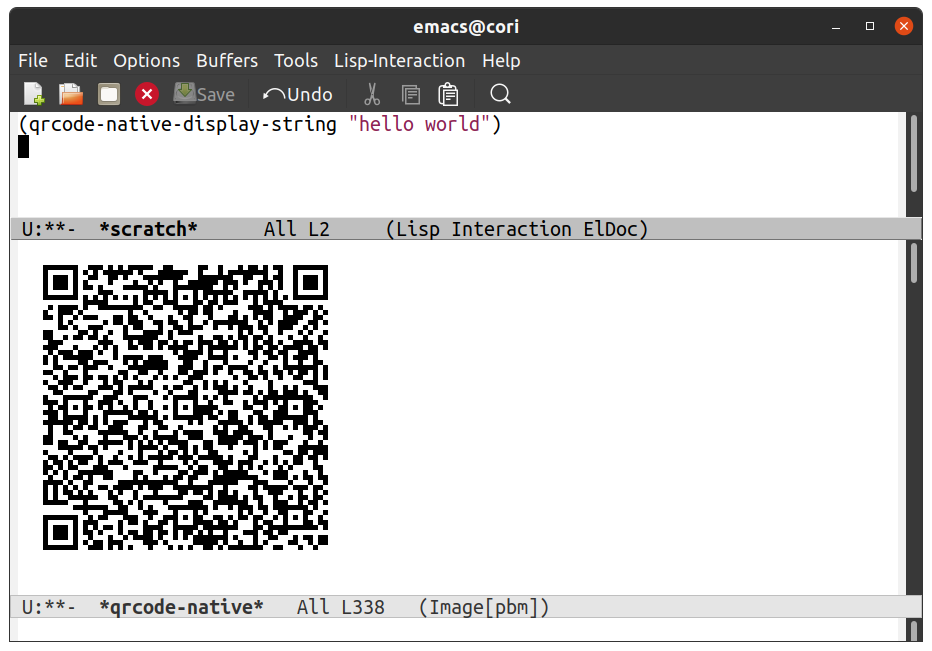 emacs@cori
File Edit Options Buffers Tools Lisp-Interaction Help
Save Undo
(qrcode-native-display-string "hello world")
U:**-  *scratch*      All L2     (Lisp Interaction ElDoc)
U:**-  *qrcode-native*   All L338   (Image[pbm])